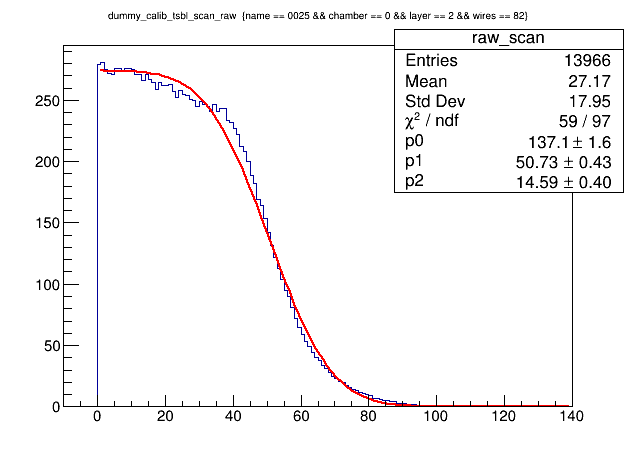 dummy_calib_tsbl_scan_raw {name == 0025 && chamber == 0 && layer == 2 && wires == 82}
raw_scan
Entries 13966
Mean 27.17
Std Dev 17.95
χ² / ndf 59 / 97
p0 137.1 ± 1.6
p1 50.73 ± 0.43
p2 14.59 ± 0.40
250
200
150
100
50
0
0 20 40 60 80 100 120 140